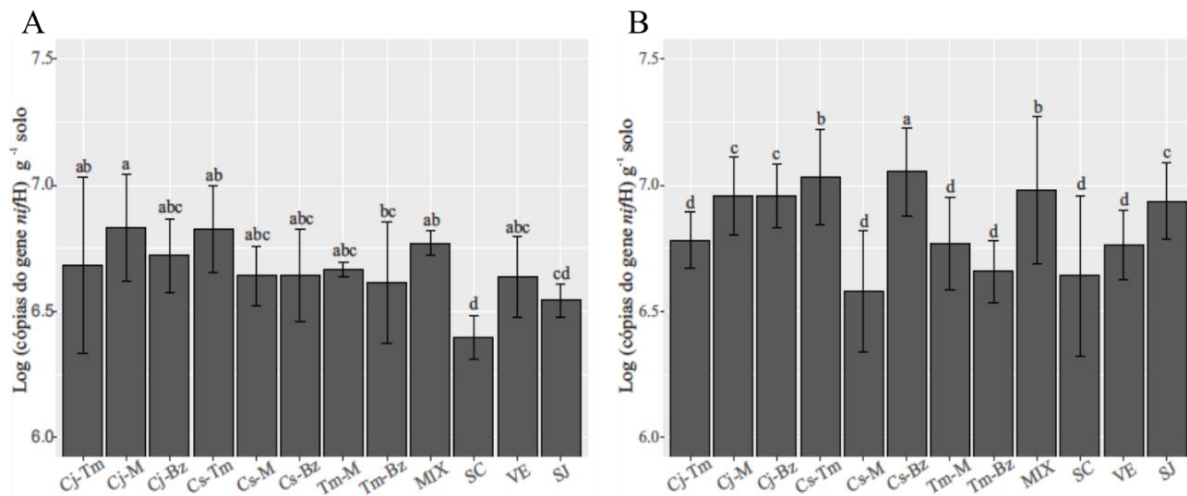 A
Log (cópias do gene nifH) g⁻¹ solo
7.5
7.0
6.5
6.0
ab
a
abc
ab
abc
abc
abc
bc
ab
d
abc
cd
Cj-Tm
Cj-M
Cj-Bz
Cs-Tm
Cs-M
Cs-Bz
Tm-M
Tm-Bz
MIX
SC
VE
SJ
B
Log (cópias do gene nifH) g⁻¹ solo
7.5
7.0
6.5
6.0
d
c
c
b
d
a
d
d
b
d
d
c
Cj-Tm
Cj-M
Cj-Bz
Cs-Tm
Cs-M
Cs-Bz
Tm-M
Tm-Bz
MIX
SC
VE
SJ